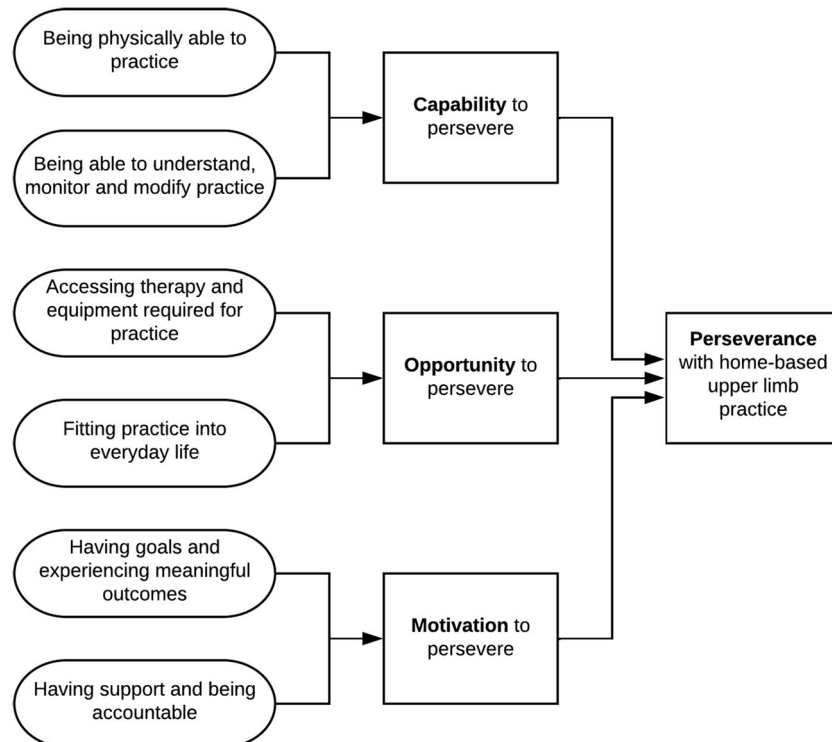 Being physically able to
practice
Being able to understand,
monitor and modify practice
Capability to
persevere
Accessing therapy and
equipment required for
practice
Fitting practice into
everyday life
Opportunity to
persevere
Having goals and
experiencing meaningful
outcomes
Having support and being
accountable
Motivation to
persevere
Perseverance
with home-based
upper limb
practice